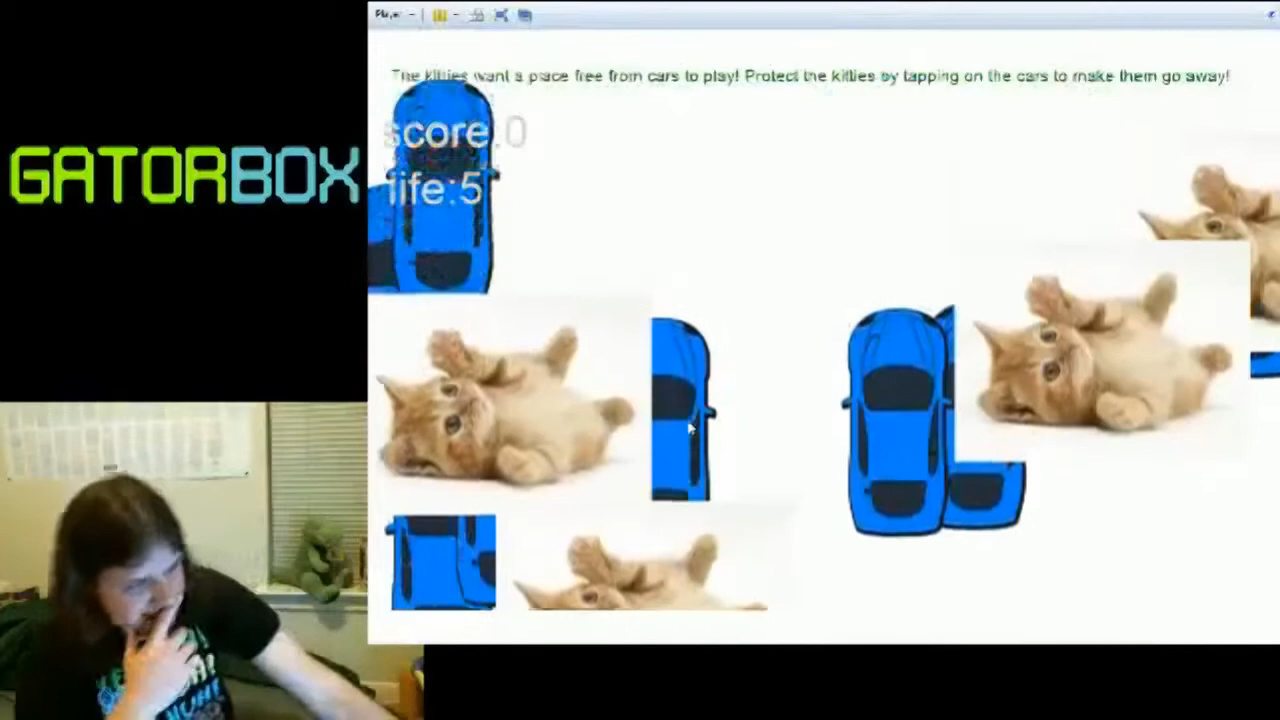 Player
The kitties want a place free from cars to play! Protect the kitties by tapping on the cars to make them go away!
score:0
life:5
GATORBOX